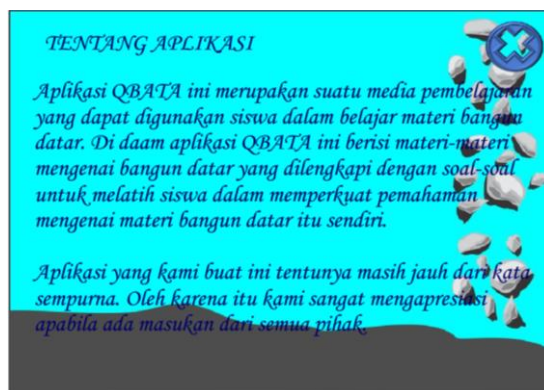 TENTANG APLIKASI
Aplikasi QBATA ini merupakan suatu media pembelajaran
yang dapat digunakan siswa dalam belajar materi bangun
datar. Di daam aplikasi QBATA ini berisi materi-materi
mengenai bangun datar yang dilengkapi dengan soal-soal
untuk melatih siswa dalam memperkuat pemahaman
mengenai materi bangun datar itu sendiri.
Aplikasi yang kami buat ini tentunya masih jauh dari kata
sempurna. Oleh karena itu kami sangat mengapresiasi
apabila ada masukan dari semua pihak.